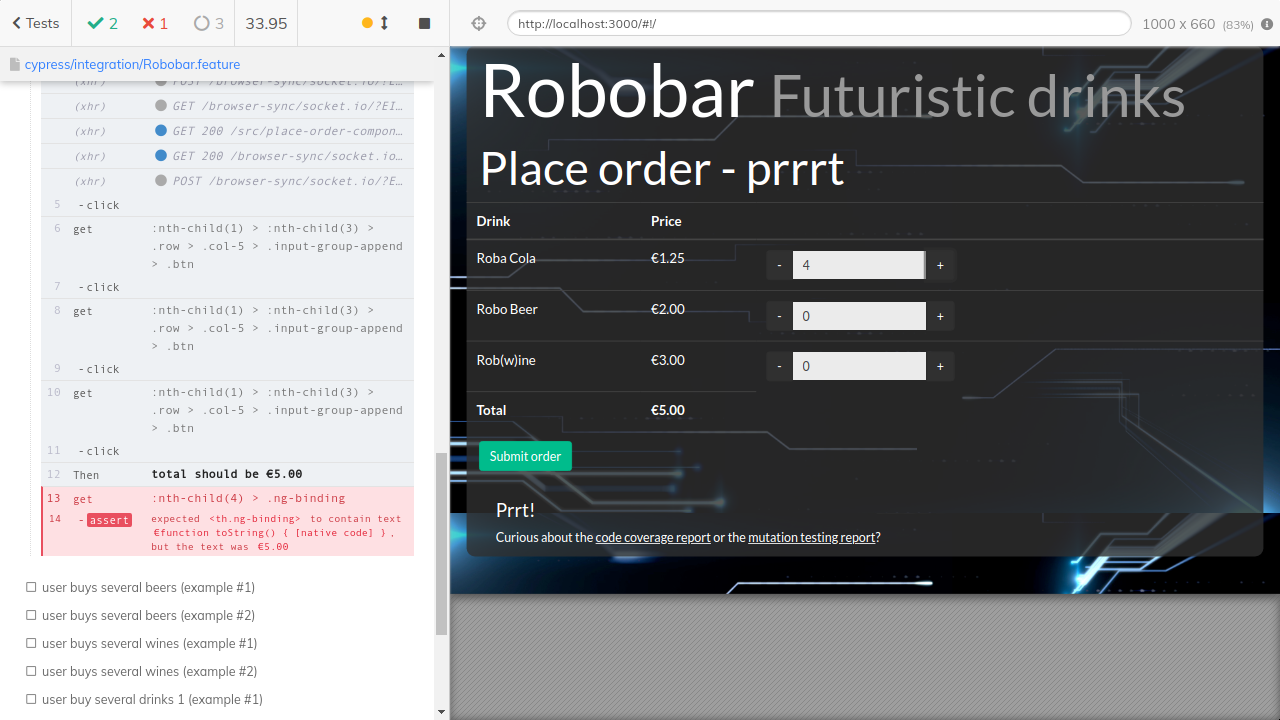 Tests
2
1
3
33.95
http://localhost:3000/#!/
1000 x 660 (83%)
cypress/integration/Robobar.feature
(xhr) GET /browser-sync/socket.io/?EI…
(xhr) GET 200 /src/place-order-compon…
(xhr) GET 200 /browser-sync/socket.io…
(xhr) POST /browser-sync/socket.io/?E…
5 -click
6 get :nth-child(1) > :nth-child(3) >
.row > .col-5 > .input-group-append
> .btn
7 -click
8 get :nth-child(1) > :nth-child(3) >
.row > .col-5 > .input-group-append
> .btn
9 -click
10 get :nth-child(1) > :nth-child(3) >
.row > .col-5 > .input-group-append
> .btn
11 -click
12 Then total should be €5.00
13 get :nth-child(4) > .ng-binding
14 -assert expected <th.ng-binding> to contain text
€function toString() { [native code] },
but the text was €5.00
user buys several beers (example #1)
user buys several beers (example #2)
user buys several wines (example #1)
user buys several wines (example #2)
user buy several drinks 1 (example #1)
Robobar Futuristic drinks
Place order - prrrt
Drink Price
Roba Cola €1.25 - 4 +
Robo Beer €2.00 - 0 +
Rob(w)ine €3.00 - 0 +
Total €5.00
Submit order
Prrt!
Curious about the code coverage report or the mutation testing report?